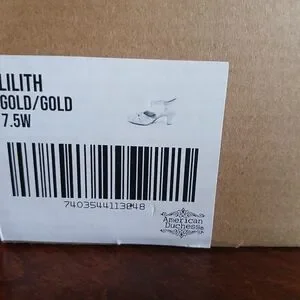 LILITH
GOLD/GOLD
7.5W
7403544113048
American
Duchess®